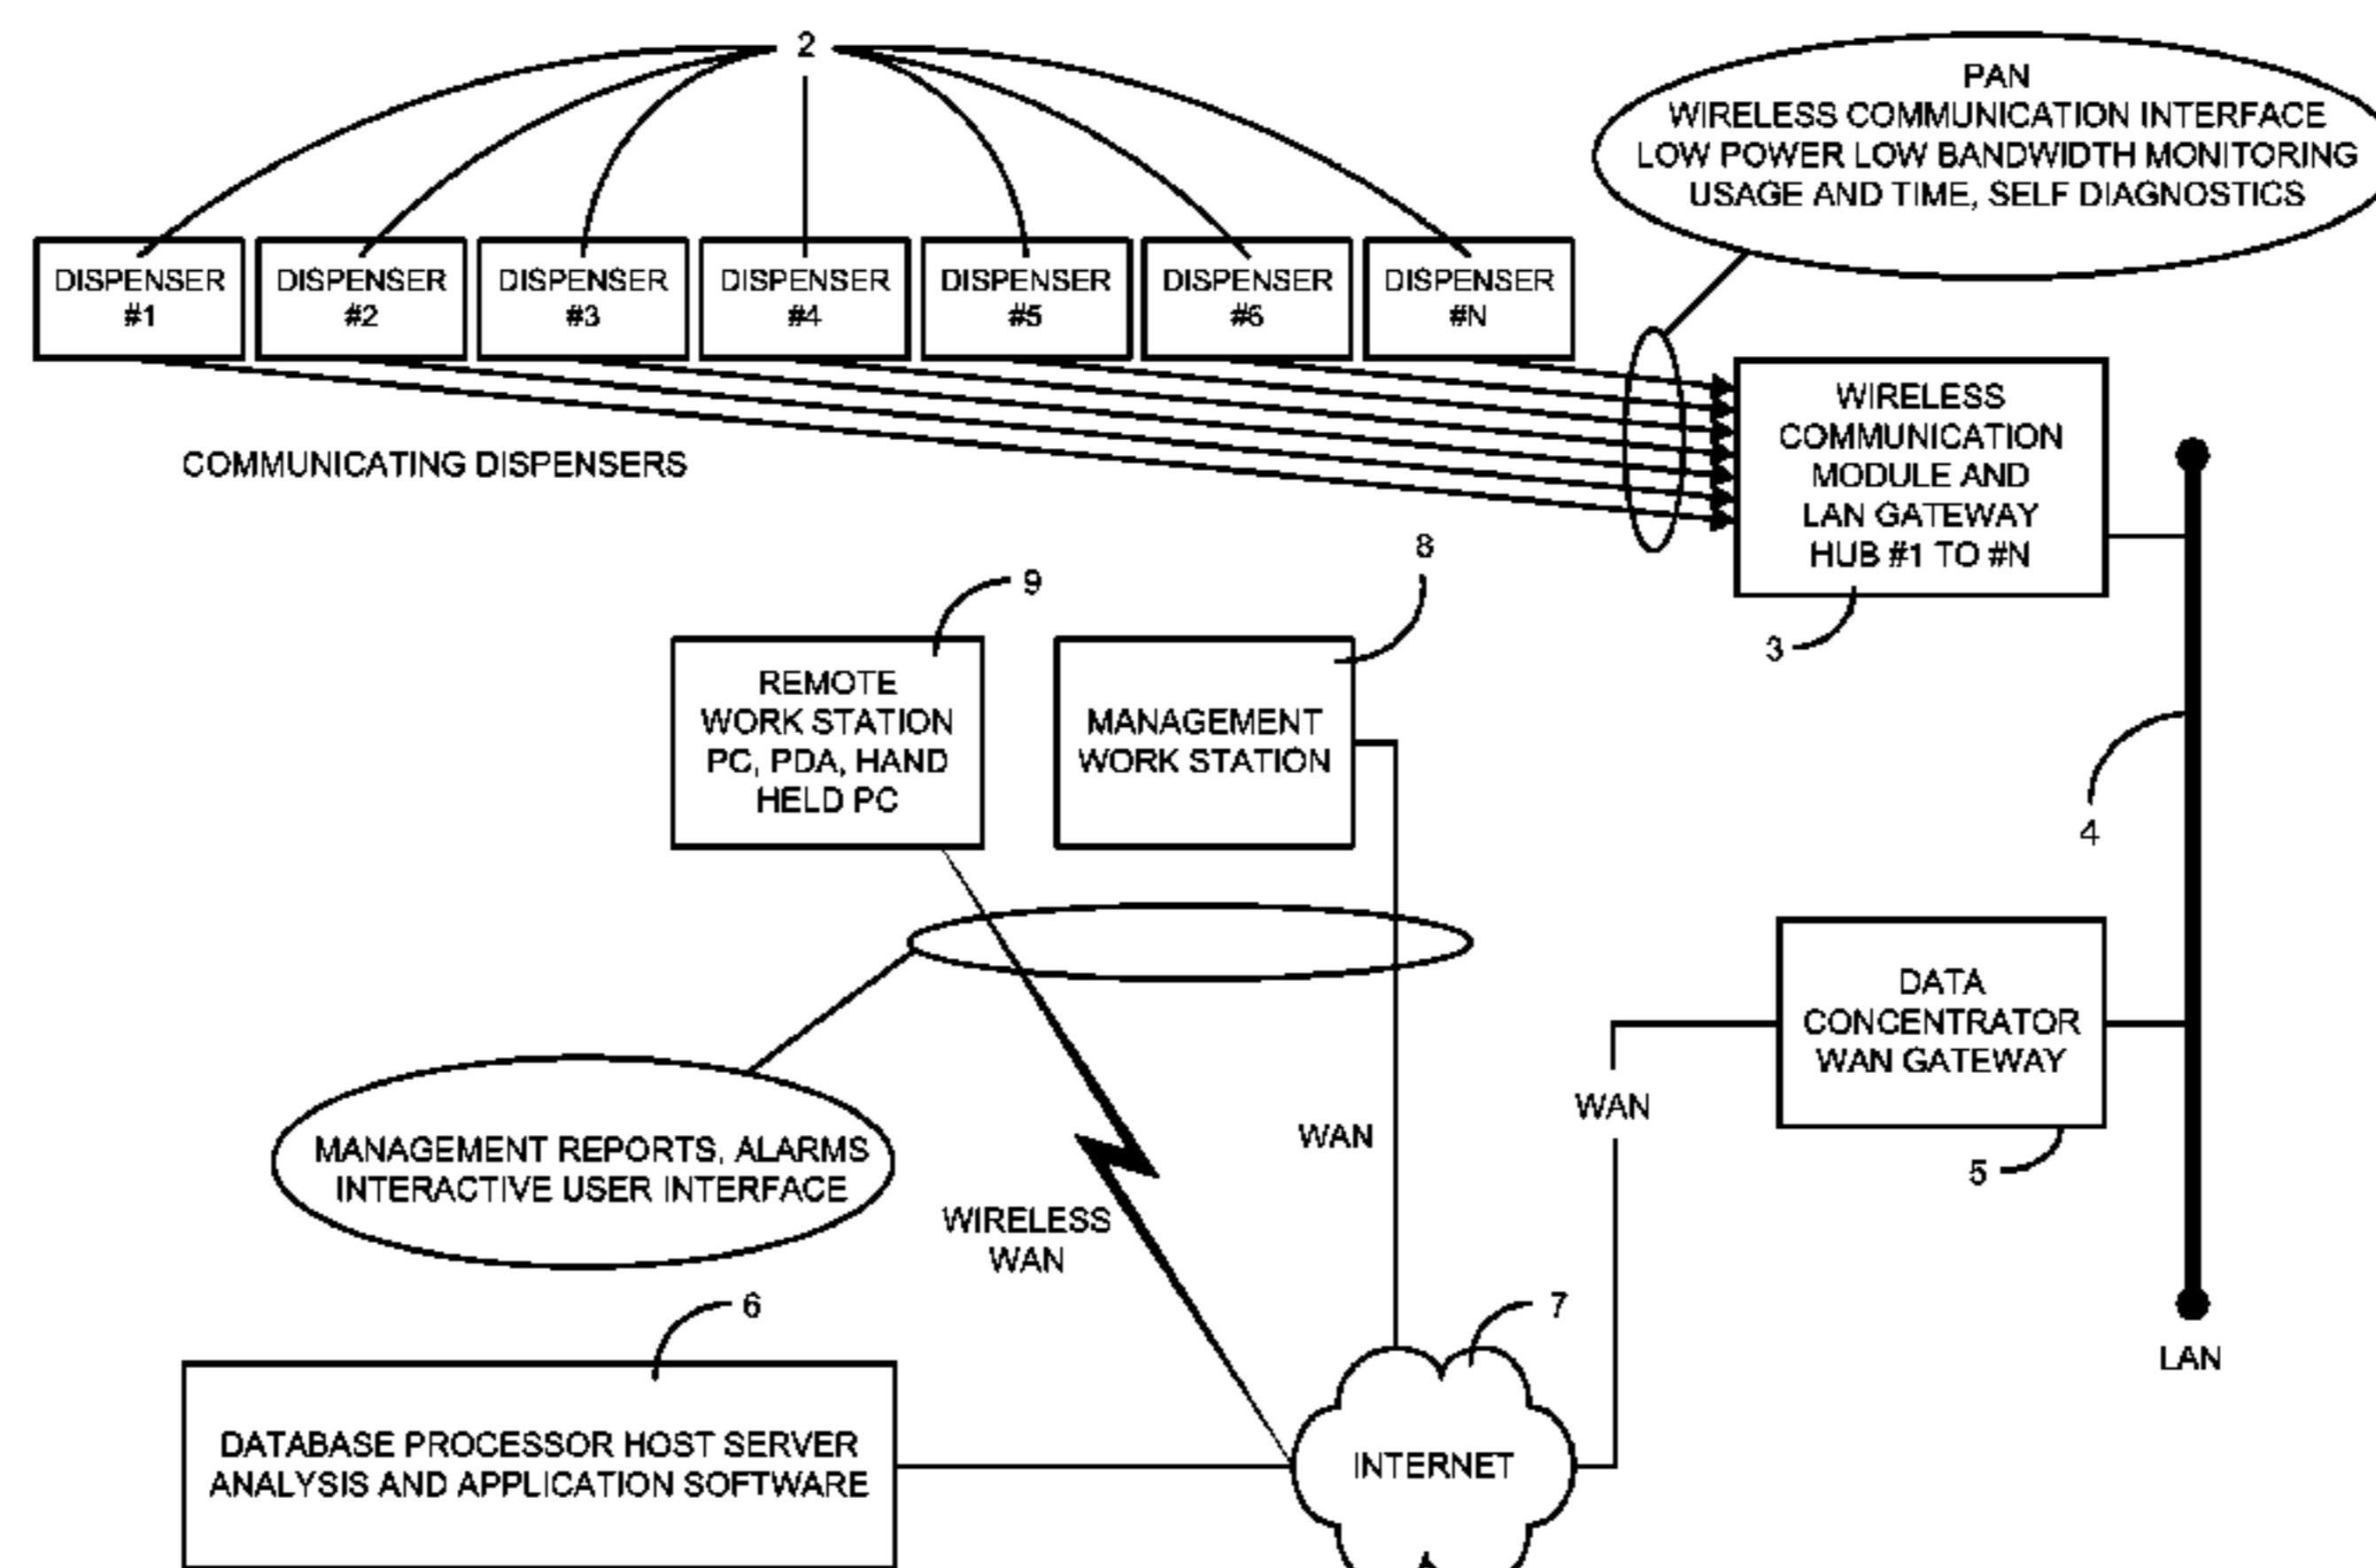 2
PAN
WIRELESS COMMUNICATION INTERFACE
LOW POWER LOW BANDWIDTH MONITORING
USAGE AND TIME, SELF DIAGNOSTICS
DISPENSER
#1
DISPENSER
#2
DISPENSER
#3
DISPENSER
#4
DISPENSER
#5
DISPENSER
#6
DISPENSER
#N
COMMUNICATING DISPENSERS
WIRELESS
COMMUNICATION
MODULE AND
LAN GATEWAY
HUB #1 TO #N
3
8
9
REMOTE
WORK STATION
PC, PDA, HAND
HELD PC
MANAGEMENT
WORK STATION
4
DATA
CONCENTRATOR
WAN GATEWAY
5
WAN
WAN
MANAGEMENT REPORTS, ALARMS
INTERACTIVE USER INTERFACE
WIRELESS
WAN
6
7
LAN
DATABASE PROCESSOR HOST SERVER
ANALYSIS AND APPLICATION SOFTWARE
INTERNET